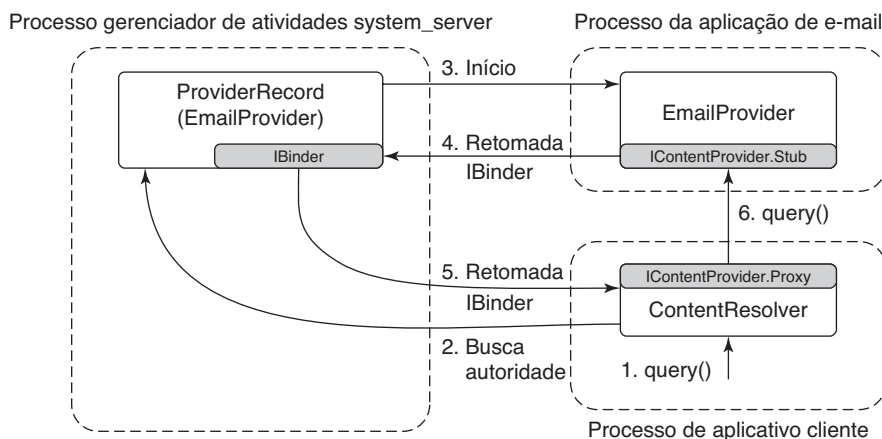 Processo gerenciador de atividades system_server
Processo da aplicação de e-mail
ProviderRecord
(EmailProvider)
IBinder
3. Início
4. Retomada
IBinder
EmailProvider
IContentProvider.Stub
6. query()
5. Retomada
IBinder
IContentProvider.Proxy
ContentResolver
2. Busca
autoridade
1. query()
Processo de aplicativo cliente